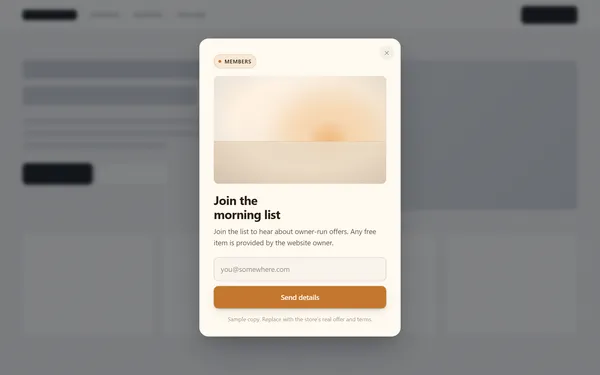 MEMBERS
Join the
morning list
Join the list to hear about owner-run offers. Any free
item is provided by the website owner.
you@somewhere.com
Send details
Sample copy. Replace with the store's real offer and terms.